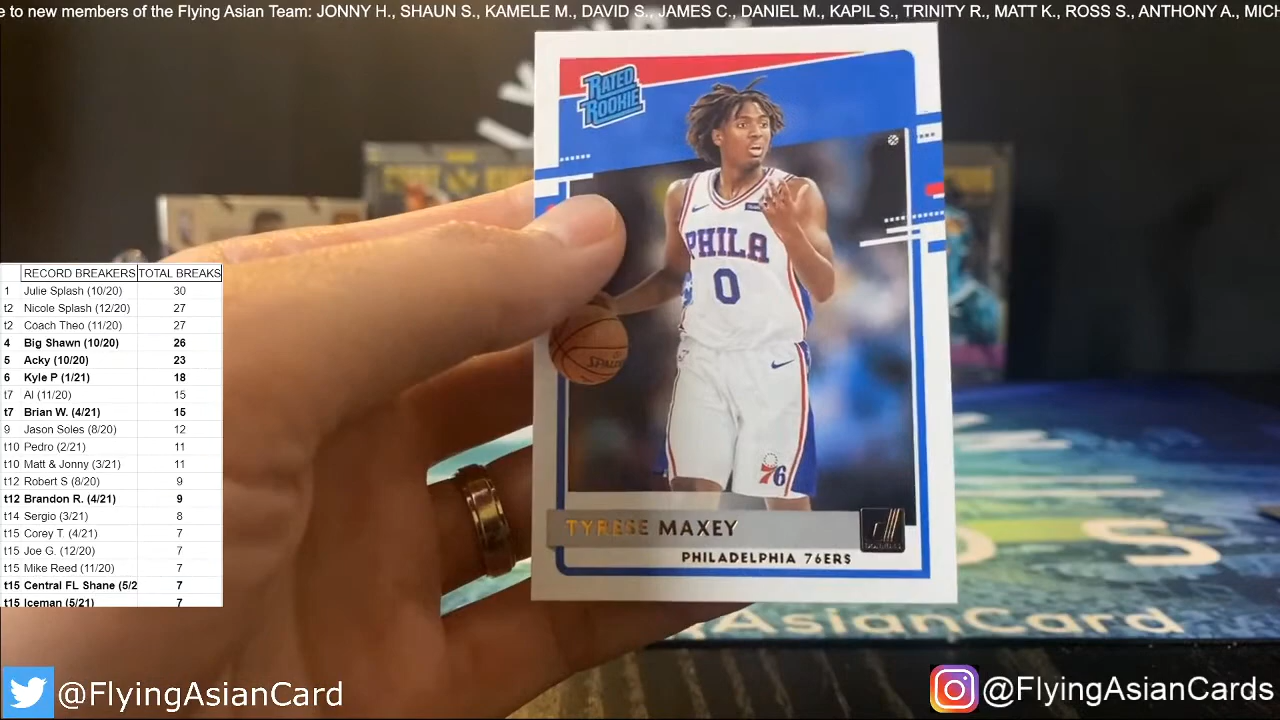 e to new members of the Flying Asian Team: JONNY H., SHAUN S., KAMELE M., DAVID S., JAMES C., DANIEL M., KAPIL S., TRINITY R., MATT K., ROSS S., ANTHONY A., MICH
RATED
ROOKIE
PHILA
0
SPALDING
76
TYRESE MAXEY
DONRUSS
PHILADELPHIA 76ERS
RECORD BREAKERS TOTAL BREAKS
1 Julie Splash (10/20) 30
t2 Nicole Splash (12/20) 27
t2 Coach Theo (11/20) 27
4 Big Shawn (10/20) 26
5 Acky (10/20) 23
6 Kyle P (1/21) 18
t7 Al (11/20) 15
t7 Brian W. (4/21) 15
9 Jason Soles (8/20) 12
t10 Pedro (2/21) 11
t10 Matt & Jonny (3/21) 11
t12 Robert S (8/20) 9
t12 Brandon R. (4/21) 9
t14 Sergio (3/21) 8
t15 Corey T. (4/21) 7
t15 Joe G. (12/20) 7
t15 Mike Reed (11/20) 7
t15 Central FL Shane (5/2 7
t15 Iceman (5/21) 7
D S
AsianCard
@FlyingAsianCard
@FlyingAsianCards